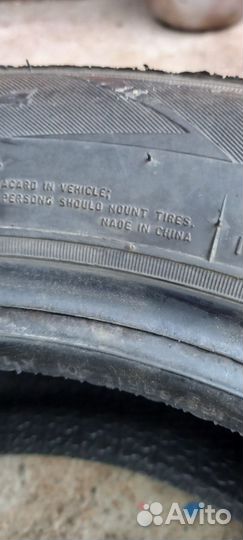 ACARD IN VEHICLE;
PERSONS SHOULD MOUNT TIRES.
MADE IN CHINA
Avito